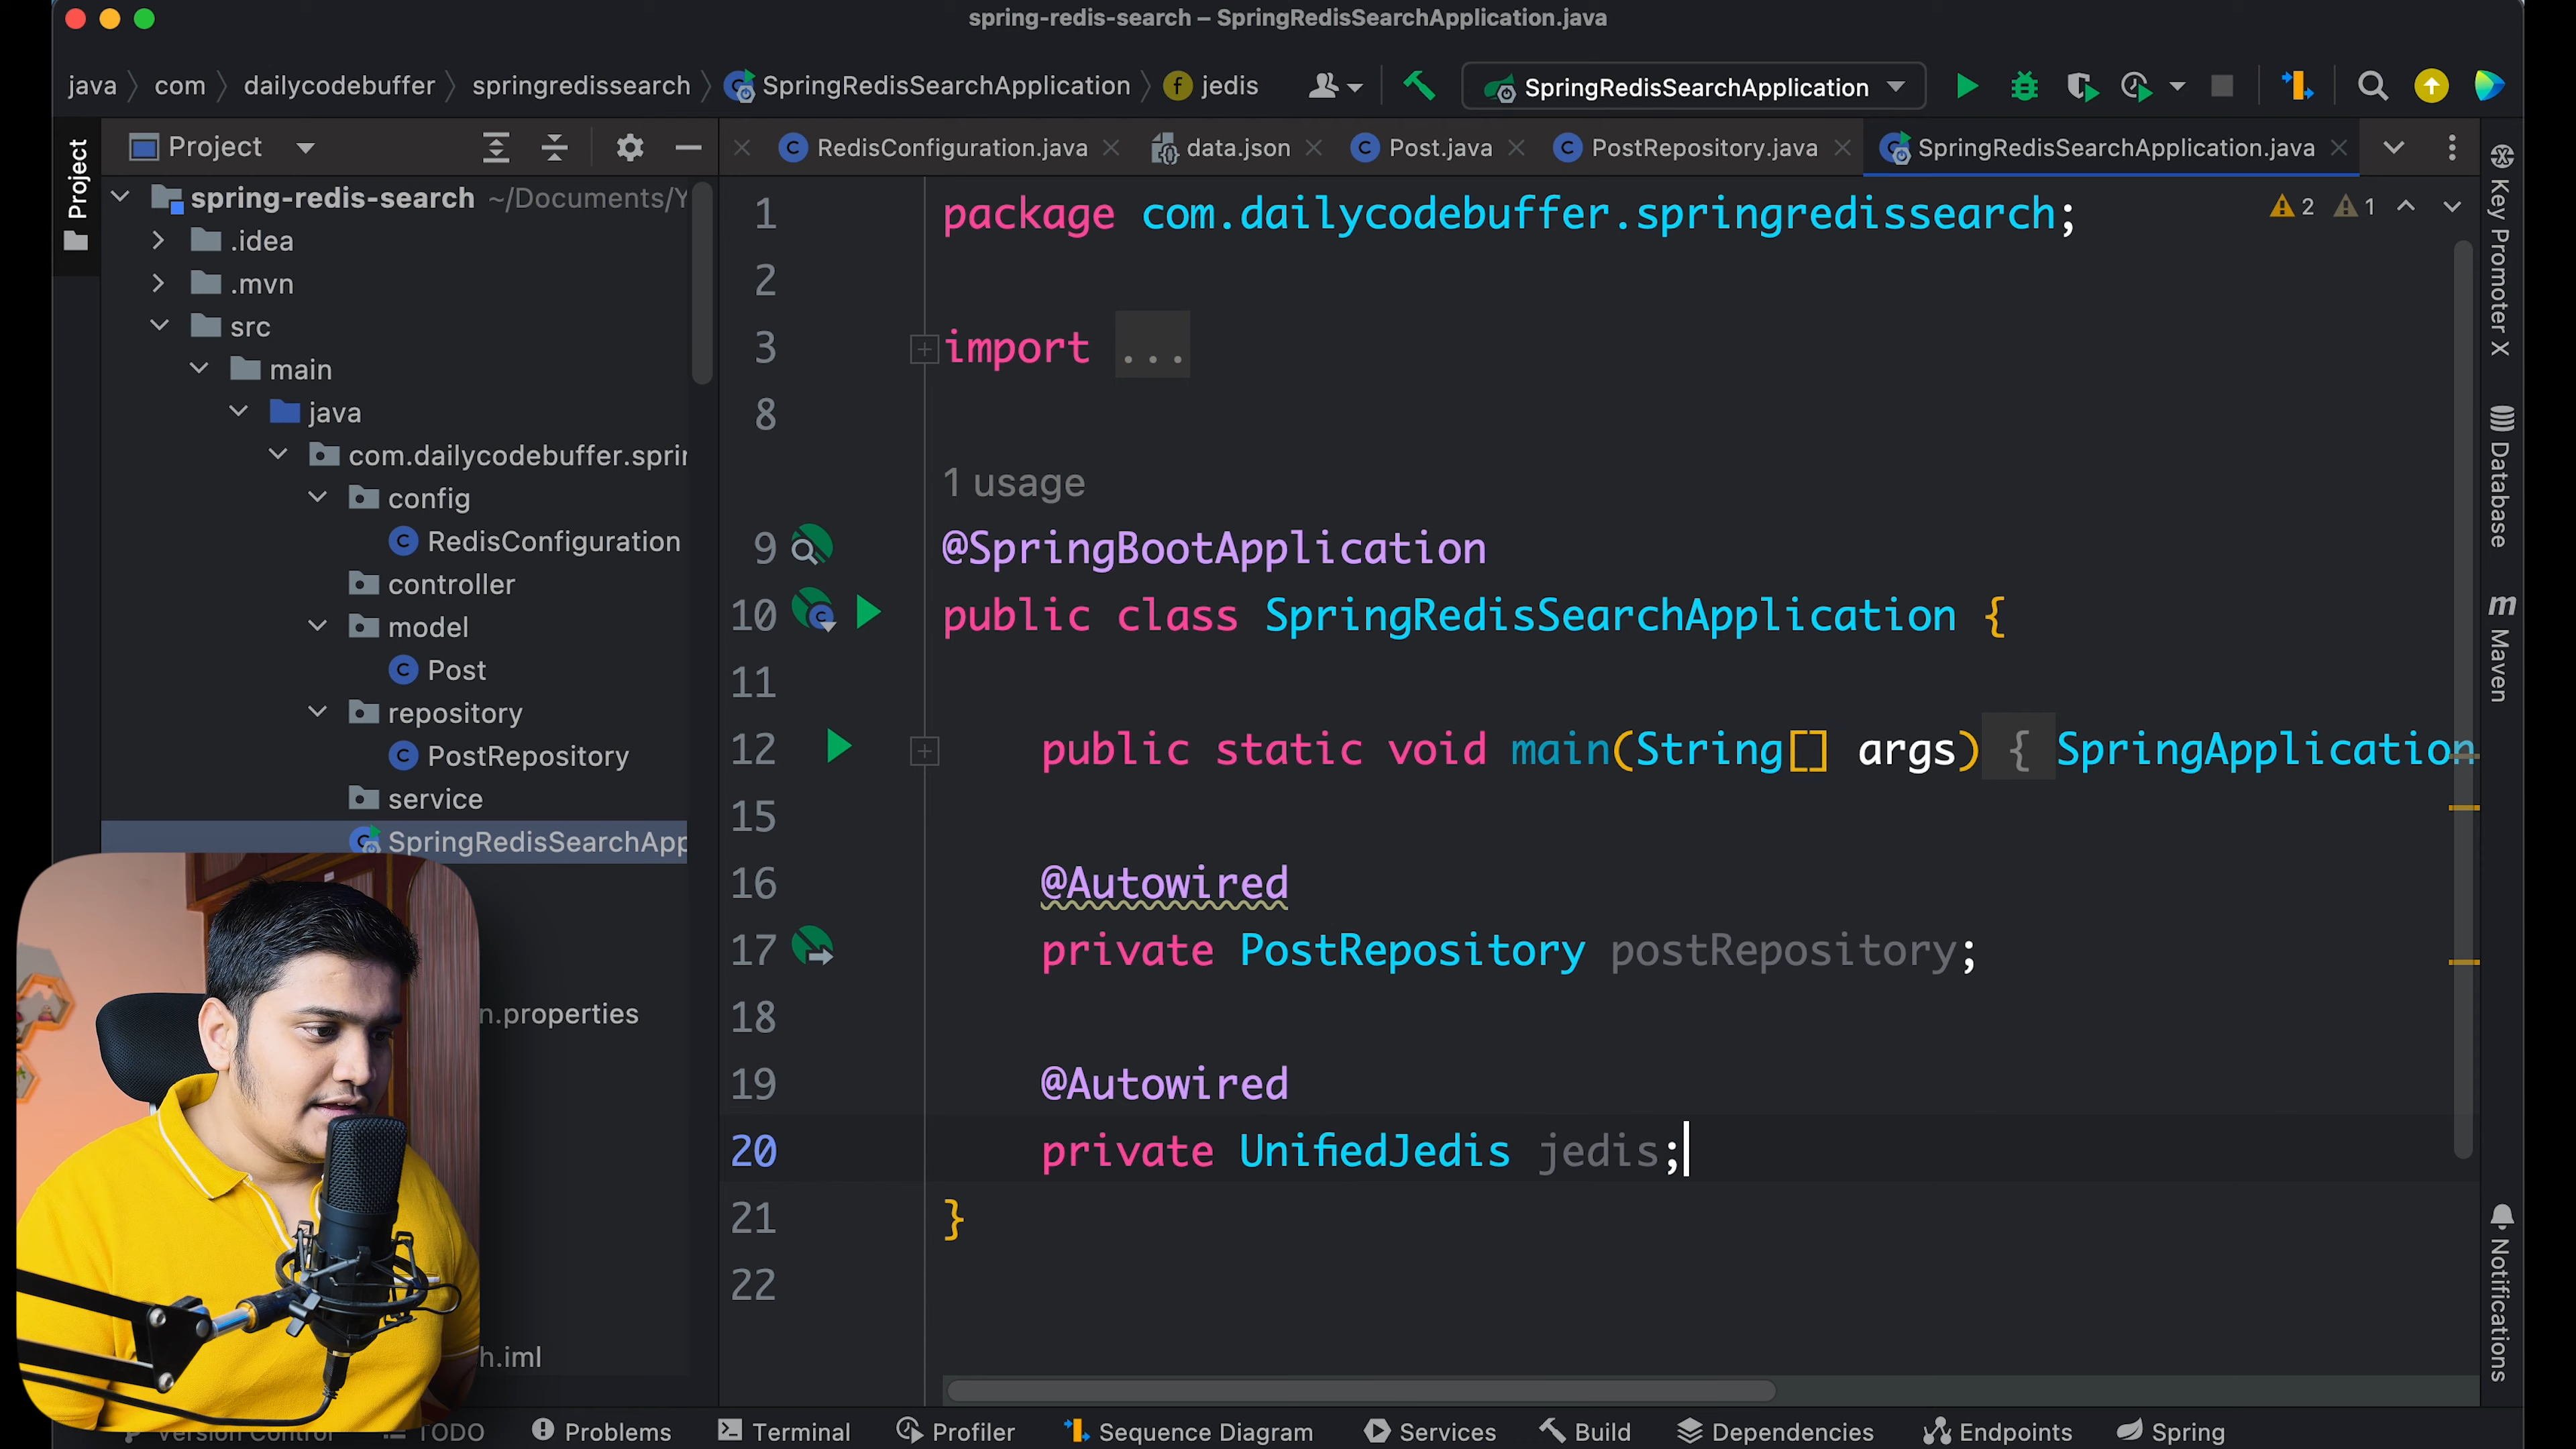 spring-redis-search – SpringRedisSearchApplication.java
java com dailycodebuffer springredissearch SpringRedisSearchApplication jedis SpringRedisSearchApplication
Project
RedisConfiguration.java data.json Post.java PostRepository.java SpringRedisSearchApplication.java
Project
spring-redis-search ~/Documents/Y
.idea
.mvn
src
main
java
com.dailycodebuffer.sprin
config
RedisConfiguration
controller
model
Post
repository
PostRepository
service
SpringRedisSearchApp
n.properties
h.iml
1 package com.dailycodebuffer.springredissearch;
2
3 import ...
8
1 usage
9 @SpringBootApplication
10 public class SpringRedisSearchApplication {
11
12 public static void main(String[] args) { SpringApplication
15
16 @Autowired
17 private PostRepository postRepository;
18
19 @Autowired
20 private UnifiedJedis jedis;
21 }
22
2 1
Key Promoter X
Database
Maven
Notifications
Version Control TODO Problems Terminal Profiler Sequence Diagram Services Build Dependencies Endpoints Spring